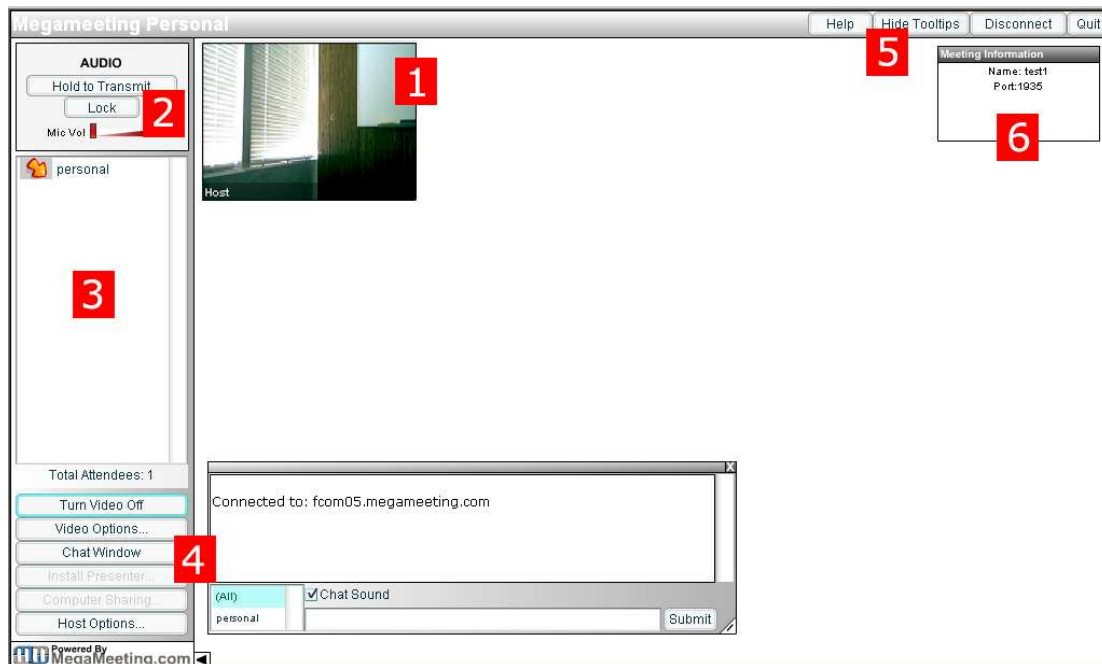 Megameeting Personal
Help
Hide Tooltips
Disconnect
Quit
5
AUDIO
Hold to Transmit
Lock
2
Mic Vol
1
Host
Meeting Information
Name: test1
Port:1935
6
personal
3
Total Attendees: 1
Turn Video Off
Video Options...
Chat Window
4
Install Presenter...
Computer Sharing...
Host Options...
Powered By
MegaMeeting.com
X
Connected to: fcom05.megameeting.com
(All)
personal
Chat Sound
Submit